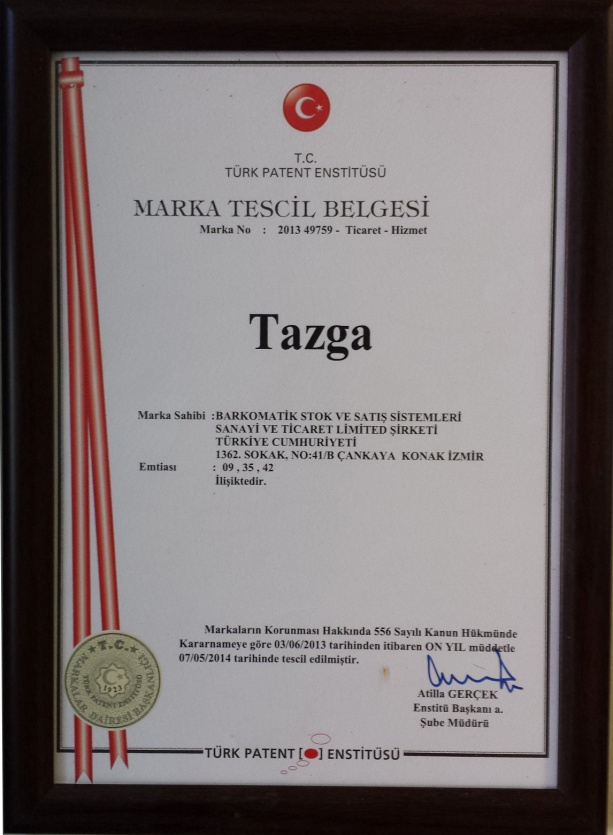 T.C.
TÜRK PATENT ENSTİTÜSÜ
MARKA TESCİL BELGESİ
Marka No : 2013 49759 - Ticaret - Hizmet
Tazga
Marka Sahibi :BARKOMATİK STOK VE SATIŞ SİSTEMLERİ
SANAYİ VE TİCARET LİMİTED ŞİRKETİ
TÜRKİYE CUMHURİYETİ
1362. SOKAK, NO:41/B ÇANKAYA KONAK İZMİR
Emtiası : 09 , 35 , 42
İlişiktedir.
Markaların Korunması Hakkında 556 Sayılı Kanun Hükmünde
Kararnameye göre 03/06/2013 tarihinden itibaren ON YIL müddetle
07/05/2014 tarihinde tescil edilmiştir.
Atilla GERÇEK
Enstitü Başkanı a.
Şube Müdürü
T.C.
TÜRK PATENT ENSTİTÜSÜ
1923
MARKALAR DAİRESİ BAŞKANLIĞI
TÜRK PATENT [ ] ENSTİTÜSÜ